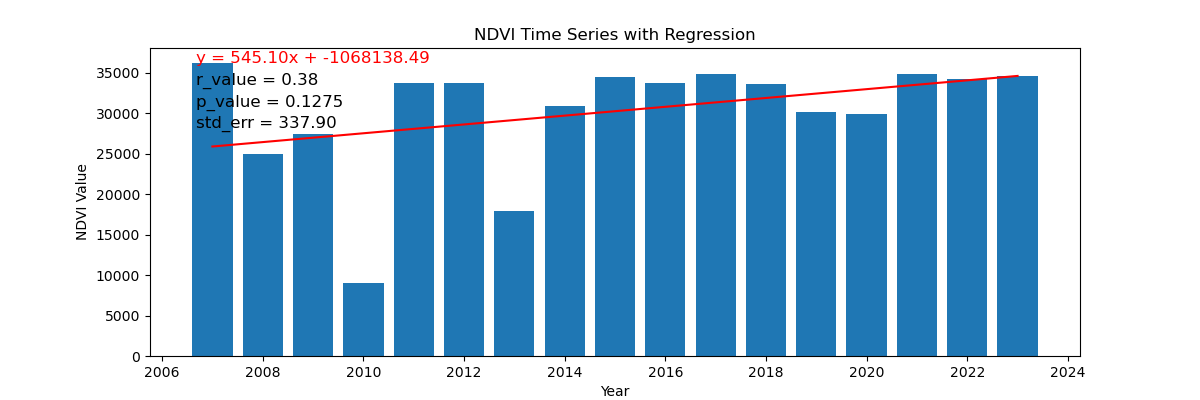 NDVI Time Series with Regression
y = 545.10x + -1068138.49
r_value = 0.38
p_value = 0.1275
std_err = 337.90
35000
30000
25000
20000
15000
10000
5000
0
NDVI Value
2006 2008 2010 2012 2014 2016 2018 2020 2022 2024
Year